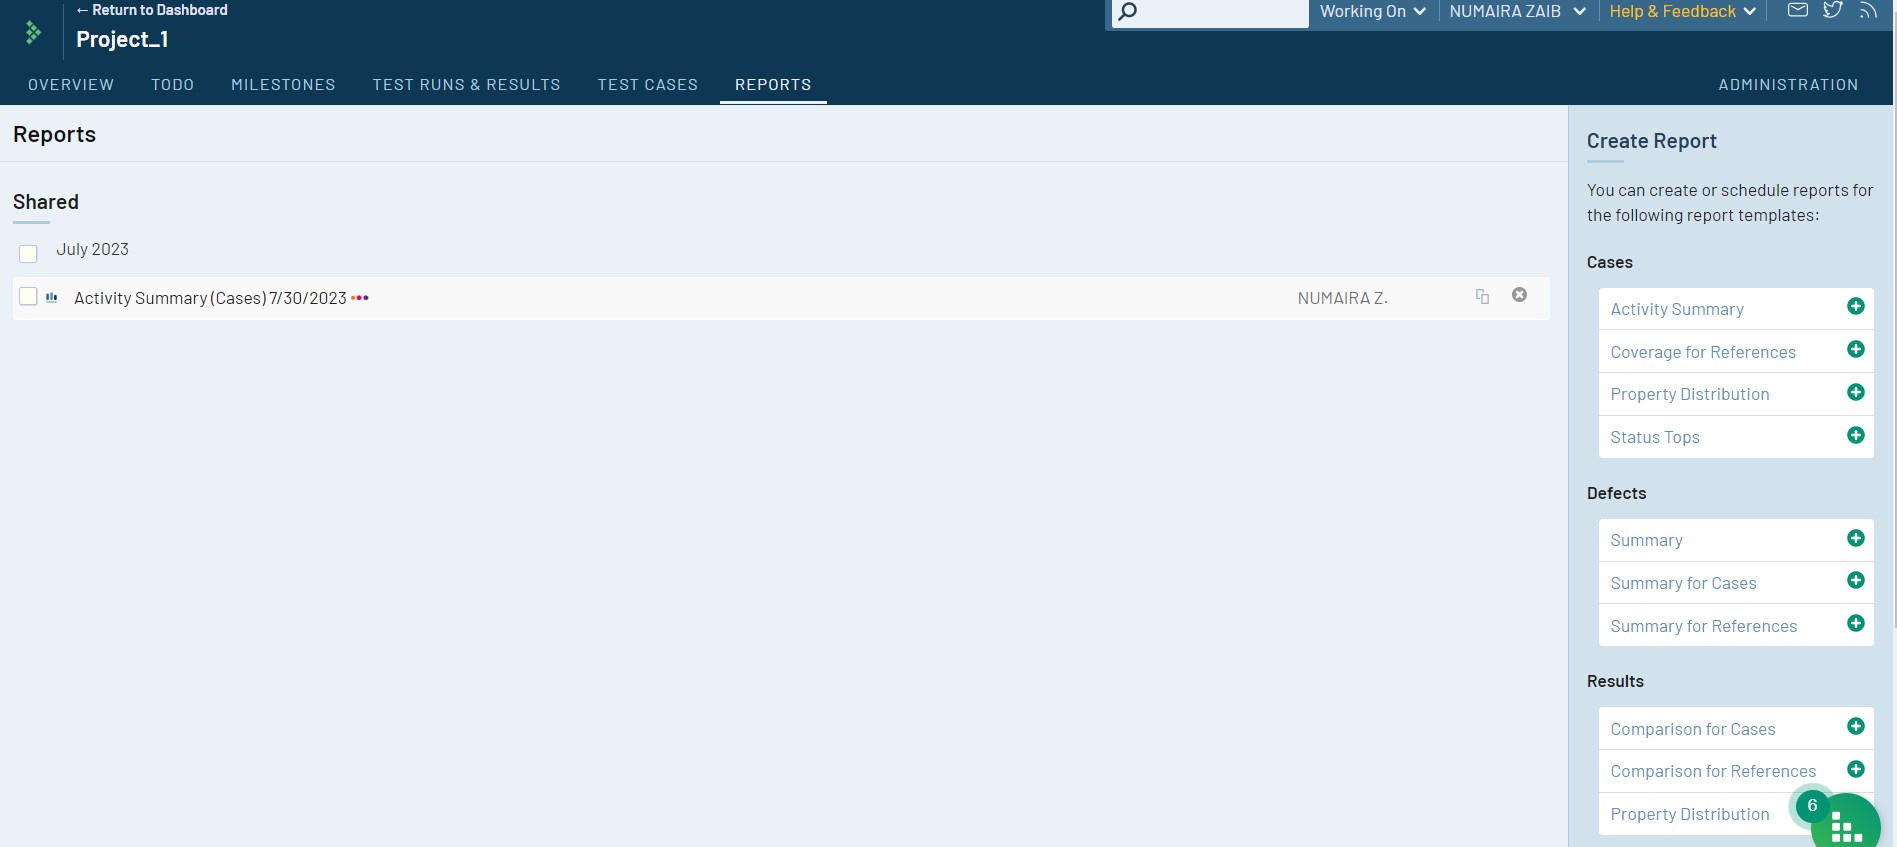 ← Return to Dashboard
Project_1
Working On
NUMAIRA ZAIB
Help & Feedback
OVERVIEW
TODO
MILESTONES
TEST RUNS & RESULTS
TEST CASES
REPORTS
ADMINISTRATION
Reports
Shared
July 2023
Activity Summary (Cases) 7/30/2023
NUMAIRA Z.
Create Report
You can create or schedule reports for
the following report templates:
Cases
Activity Summary
Coverage for References
Property Distribution
Status Tops
Defects
Summary
Summary for Cases
Summary for References
Results
Comparison for Cases
Comparison for References
Property Distribution
6